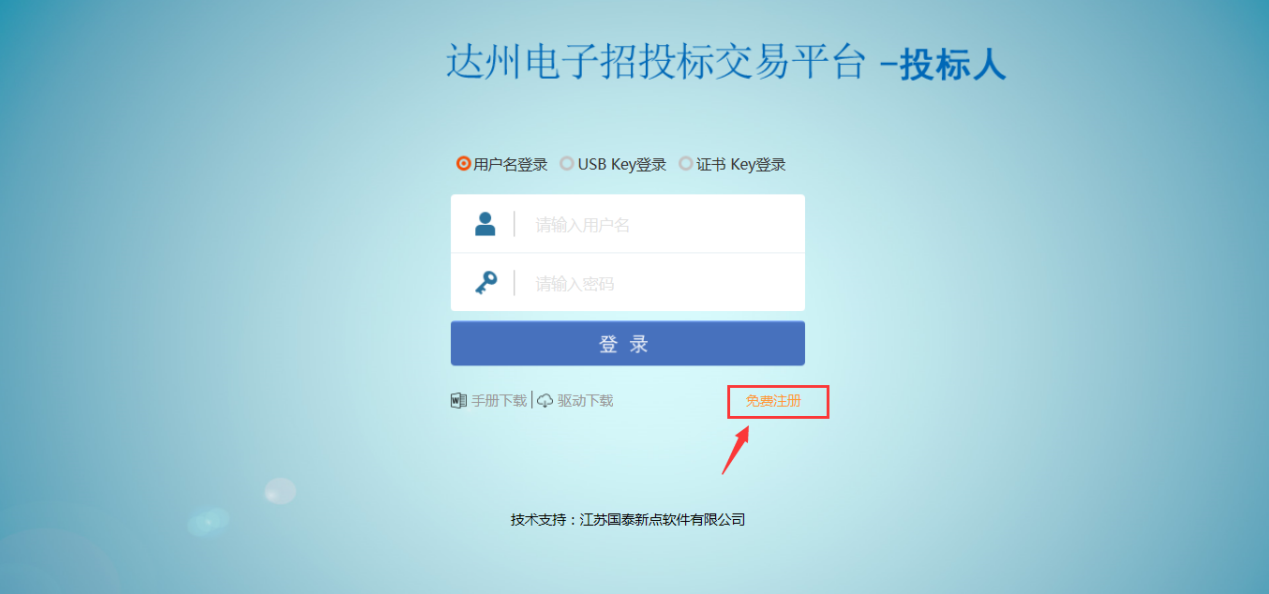 达州电子招投标交易平台 -投标人
用户名登录 USB Key登录 证书 Key登录
请输入用户名
请输入密码
登 录
手册下载 驱动下载 免费注册
技术支持：江苏国泰新点软件有限公司